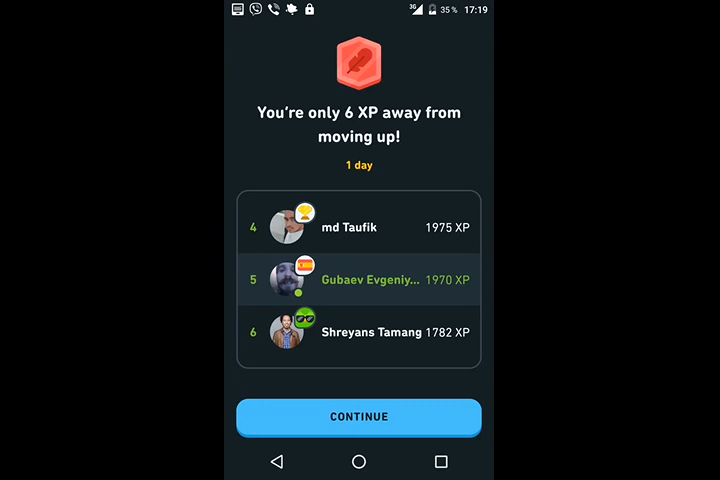 3G 35 % 17:19
You're only 6 XP away from
moving up!
1 day
4 md Taufik 1975 XP
5 Gubaev Evgeniy... 1970 XP
6 Shreyans Tamang 1782 XP
CONTINUE